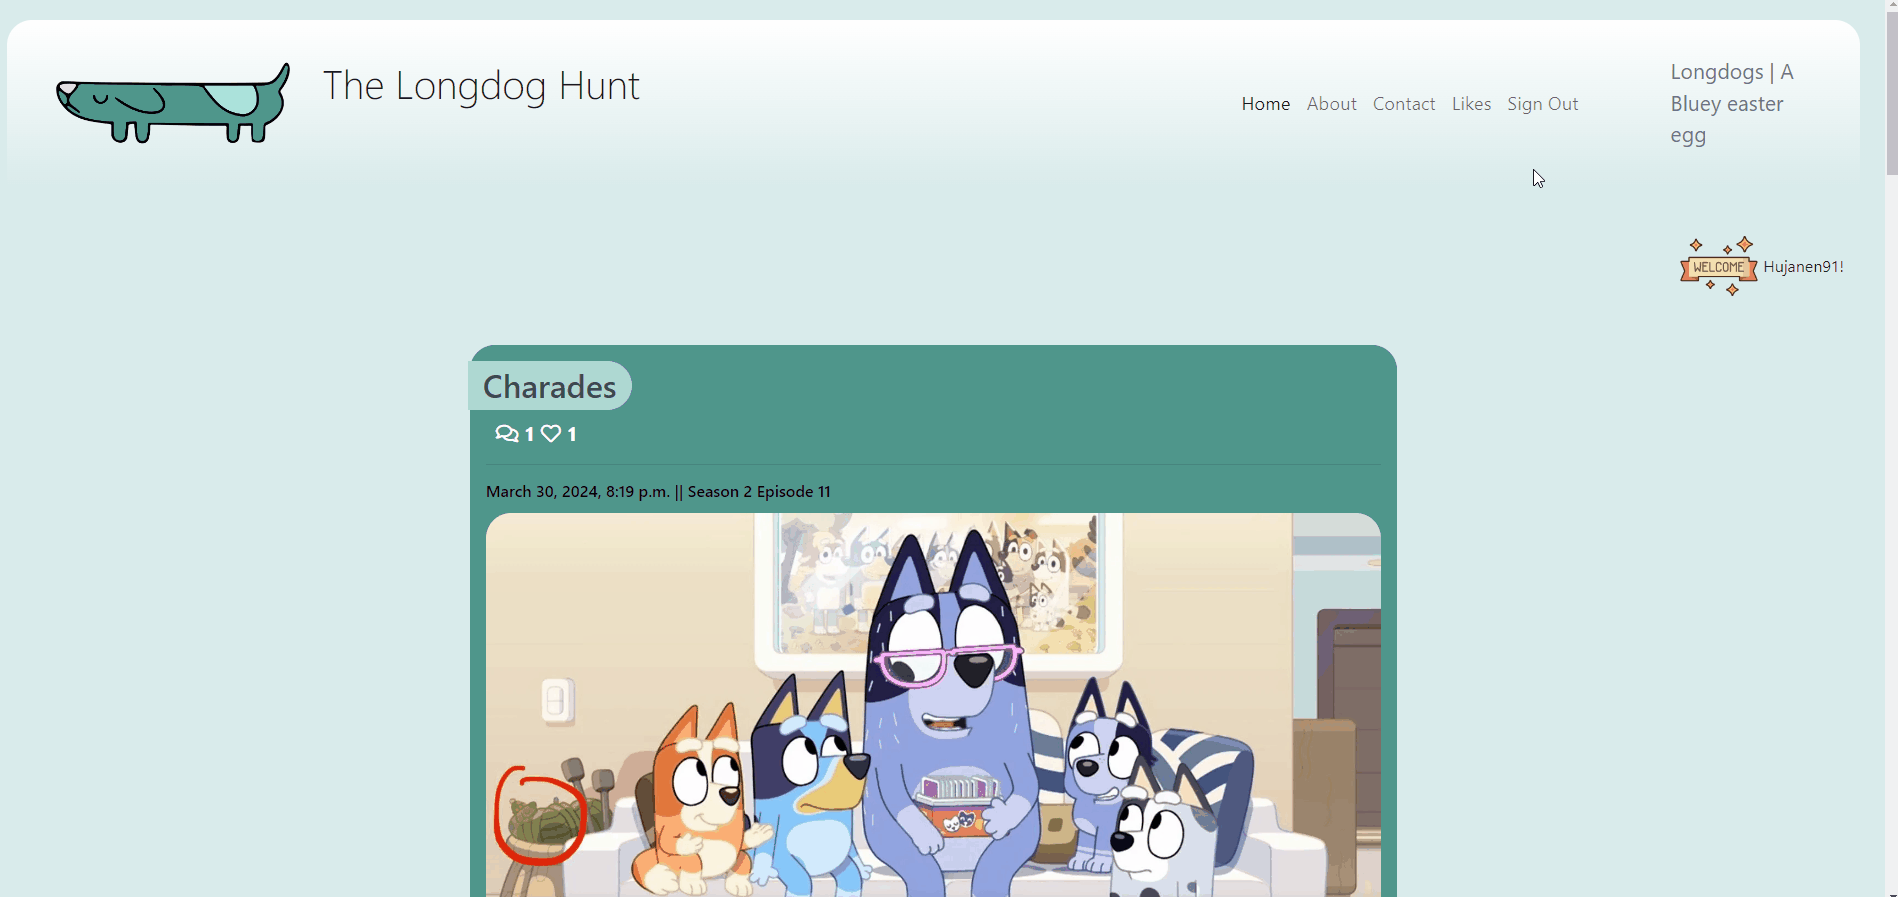 The Longdog Hunt
Home About Contact Likes Sign Out
Longdogs | A
Bluey easter
egg
WELCOME Hujanen91!
Charades
1 1
March 30, 2024, 8:19 p.m. || Season 2 Episode 11